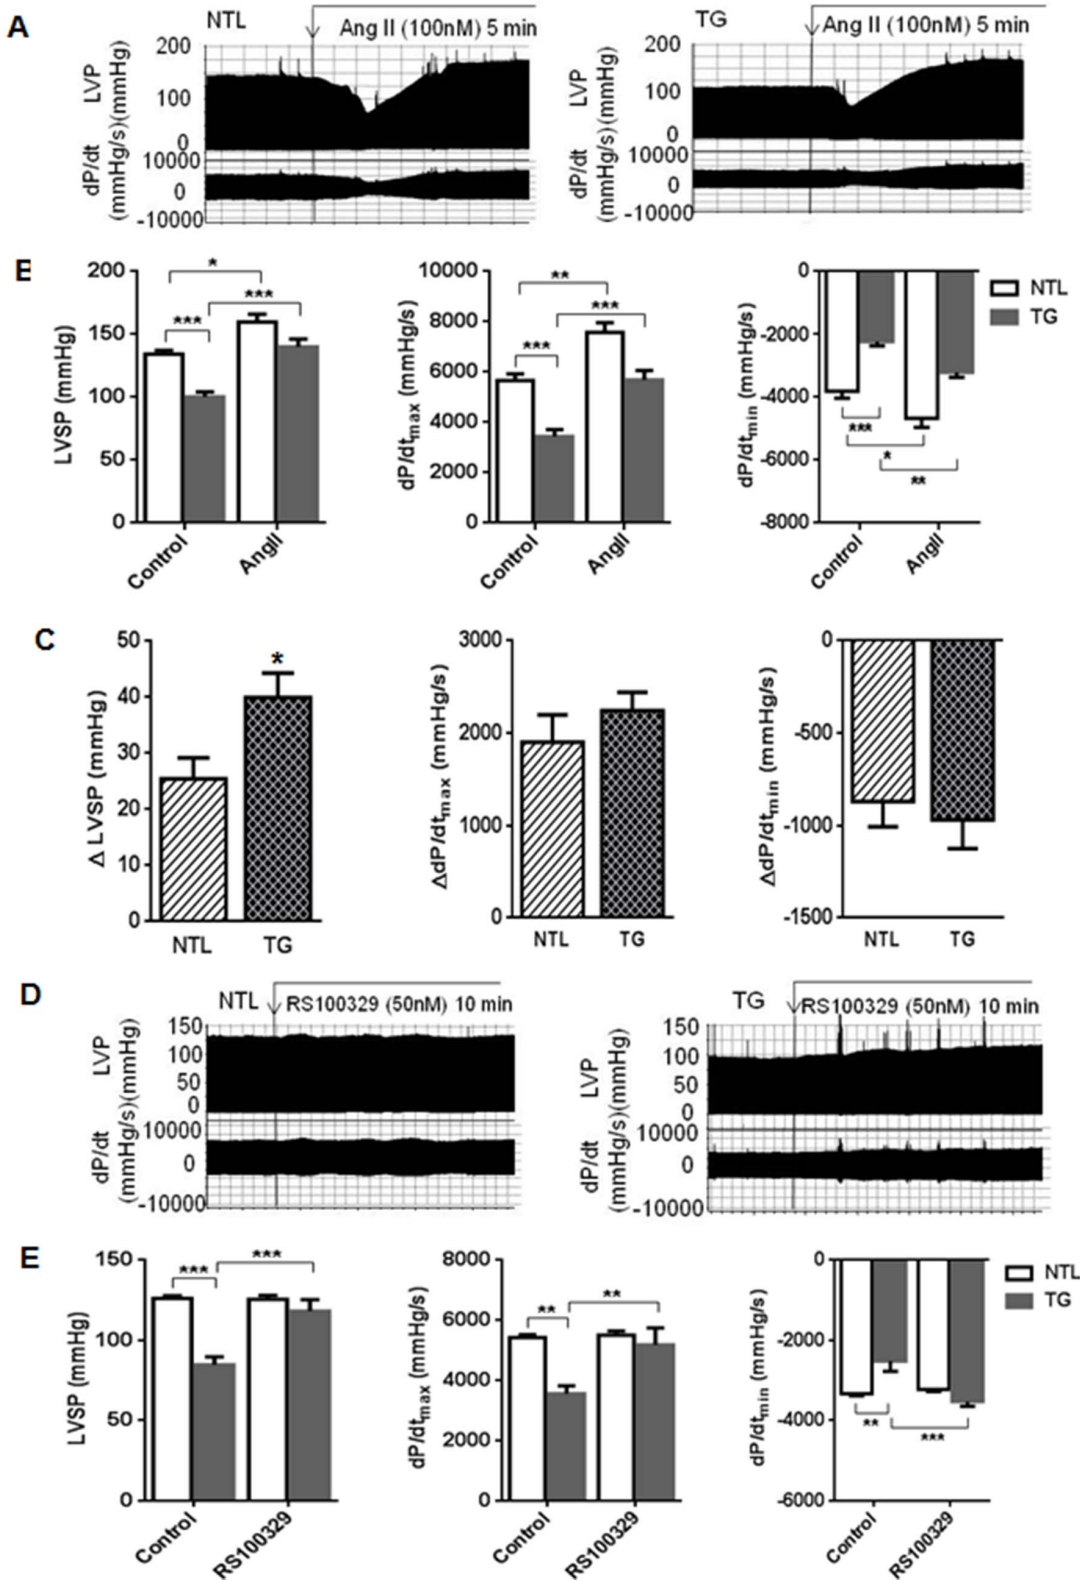 A
NTL
Ang II (100nM) 5 min
LVP
(mmHg)
200
100
0
dP/dt
(mmHg/s)
10000
0
-10000
TG
Ang II (100nM) 5 min
LVP
(mmHg)
200
100
0
dP/dt
(mmHg/s)
10000
0
-10000
B
LVSP (mmHg)
200
150
100
50
0
*
***
***
Control
AngII
dP/dtmax (mmHg/s)
10000
8000
6000
4000
2000
0
**
***
***
Control
AngII
dP/dtmin (mmHg/s)
0
-2000
-4000
-6000
-8000
***
*
**
Control
AngII
NTL
TG
C
Δ LVSP (mmHg)
50
40
30
20
10
0
*
NTL
TG
ΔdP/dtmax (mmHg/s)
3000
2000
1000
0
NTL
TG
ΔdP/dtmin (mmHg/s)
0
-500
-1000
-1500
NTL
TG
D
NTL
RS100329 (50nM) 10 min
LVP
(mmHg)
150
100
50
0
dP/dt
(mmHg/s)
10000
0
-10000
TG
RS100329 (50nM) 10 min
LVP
(mmHg)
150
100
50
0
dP/dt
(mmHg/s)
10000
0
-10000
E
LVSP (mmHg)
150
100
50
0
***
***
Control
RS100329
dP/dtmax (mmHg/s)
8000
6000
4000
2000
0
**
**
Control
RS100329
dP/dtmin (mmHg/s)
0
-2000
-4000
-6000
**
***
Control
RS100329
NTL
TG